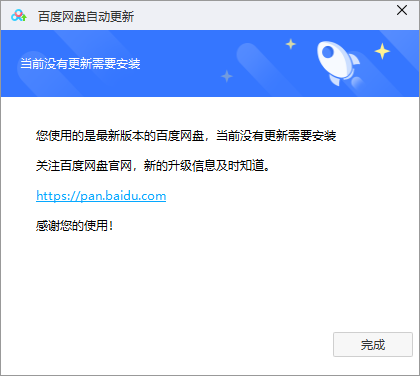 百度网盘自动更新
当前没有更新需要安装
您使用的是最新版本的百度网盘，当前没有更新需要安装
关注百度网盘官网，新的升级信息及时知道。
https://pan.baidu.com
感谢您的使用！
完成